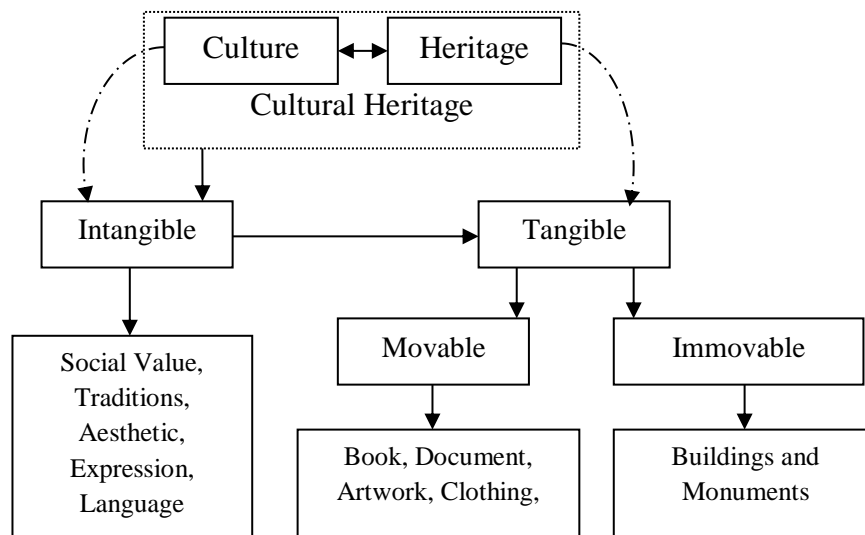 Culture
Heritage
Cultural Heritage
Intangible
Tangible
Movable
Immovable
Social Value,
Traditions,
Aesthetic,
Expression,
Language
Book, Document,
Artwork, Clothing,
Buildings and
Monuments